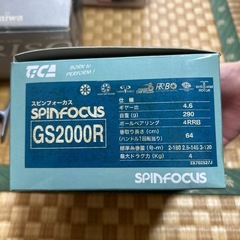 TiCA
BORN to
PERFORM!
スピンフォーカス
SPINFOCUS
GS2000R
仕様
ギヤー比 4.6
自重(g) 290
ボールベアリング 4RRB
巻取り長さ(cm)
(ハンドル1回転当り) 64
標準糸巻量(号-m) 2-180 2.5-145 3-120
最大ドラグ力(Kg) 4
SPINFOCUS